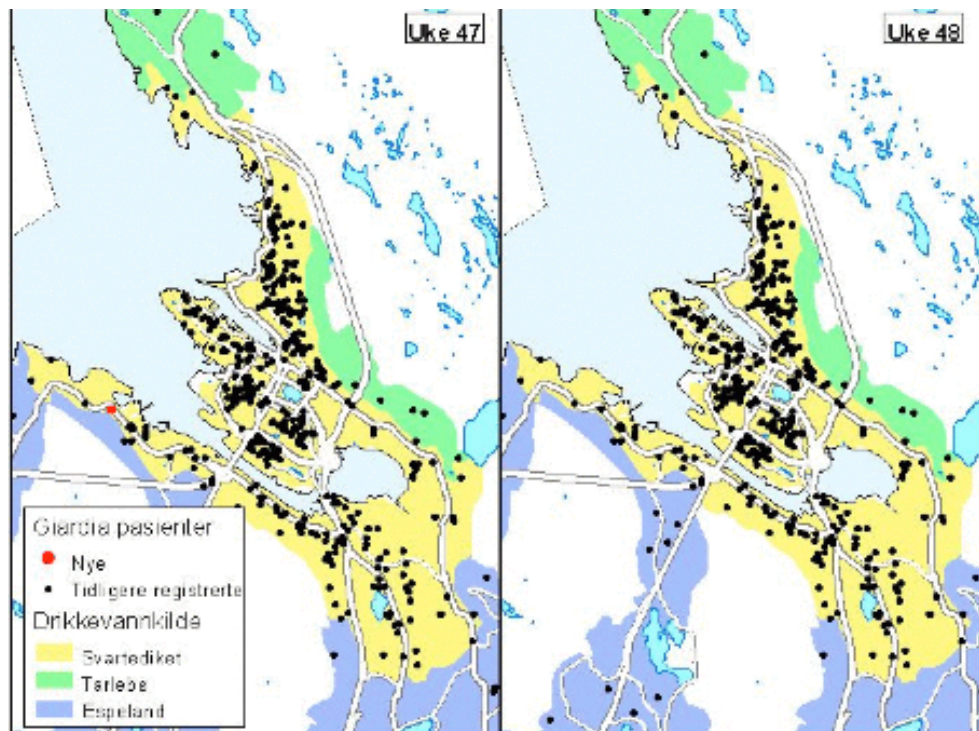 Uke 47
Uke 48
Giardia pasienter
Nye
Tidligere registrerte
Drikkevannkilde
Svartediket
Tarlebø
Espeland